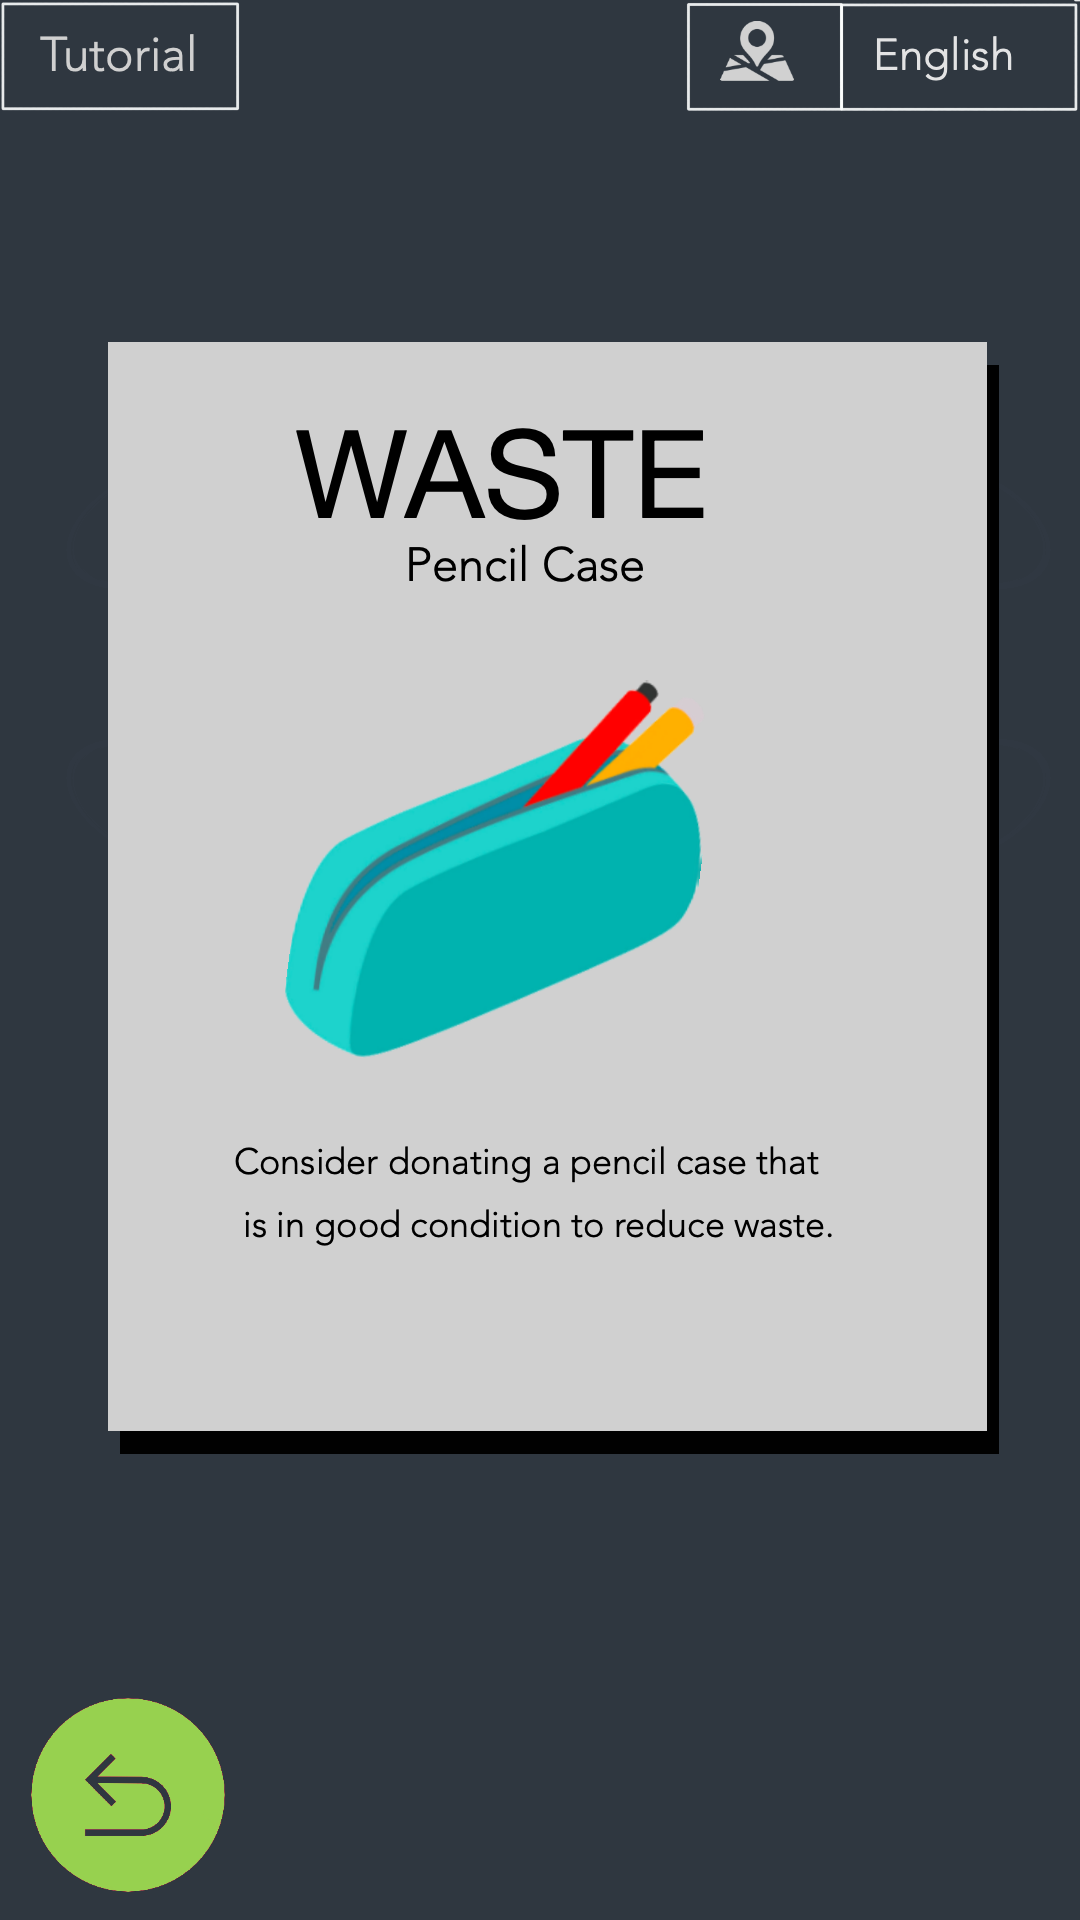 Tutorial
English
WASTE
Pencil Case
Consider donating a pencil case that
is in good condition to reduce waste.